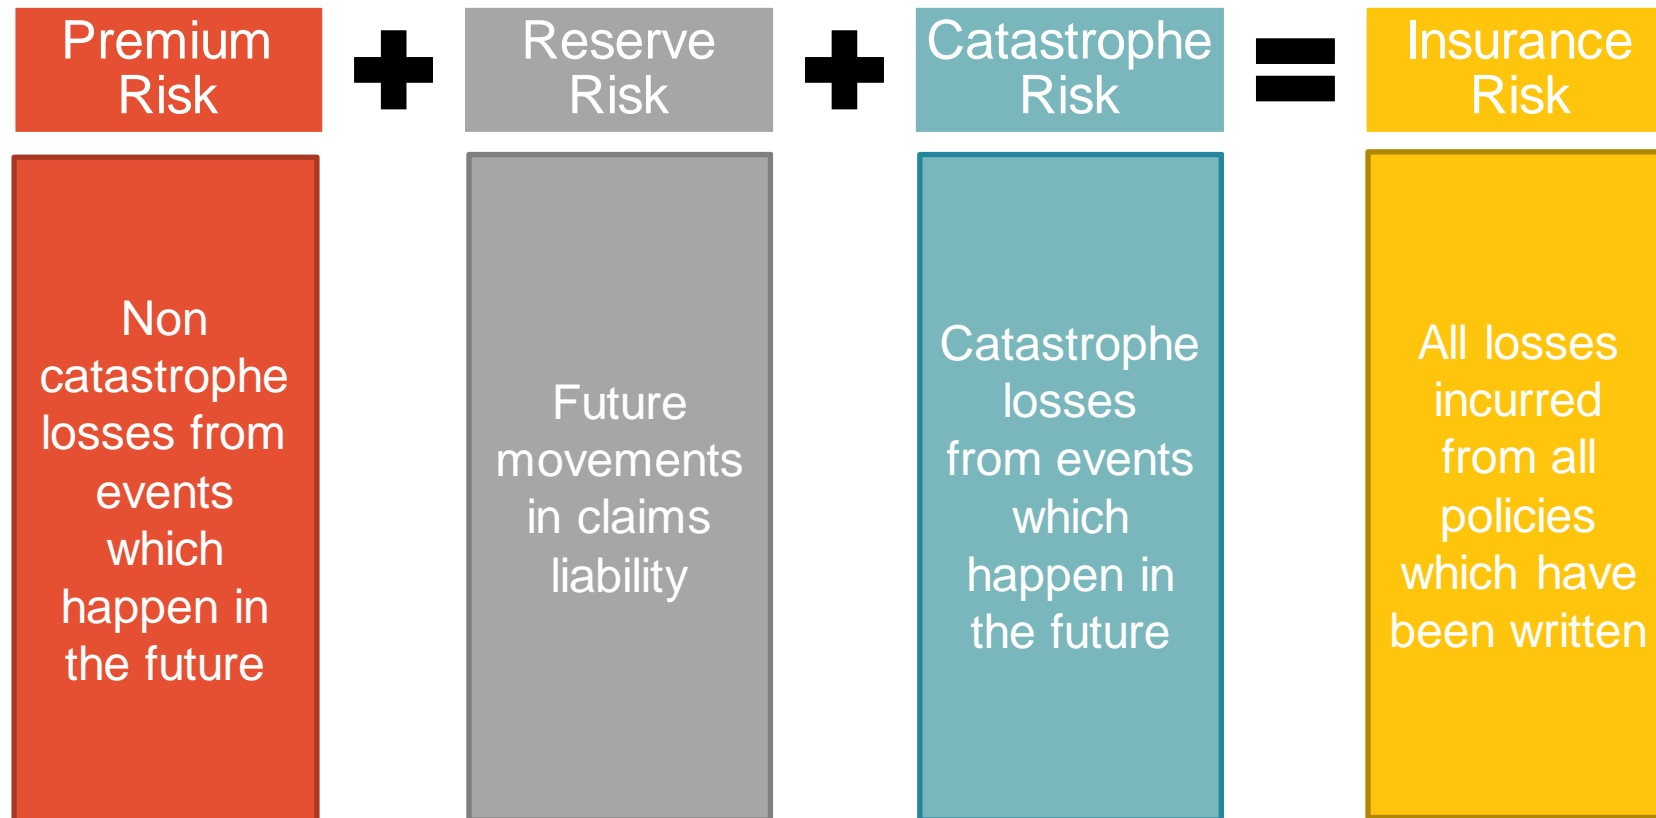 Premium
Risk
Reserve
Risk
Catastrophe
Risk
Insurance
Risk
Non
catastrophe
losses from
events
which
happen in
the future
Future
movements
in claims
liability
Catastrophe
losses
from events
which
happen in
the future
All losses
incurred
from all
policies
which have
been written